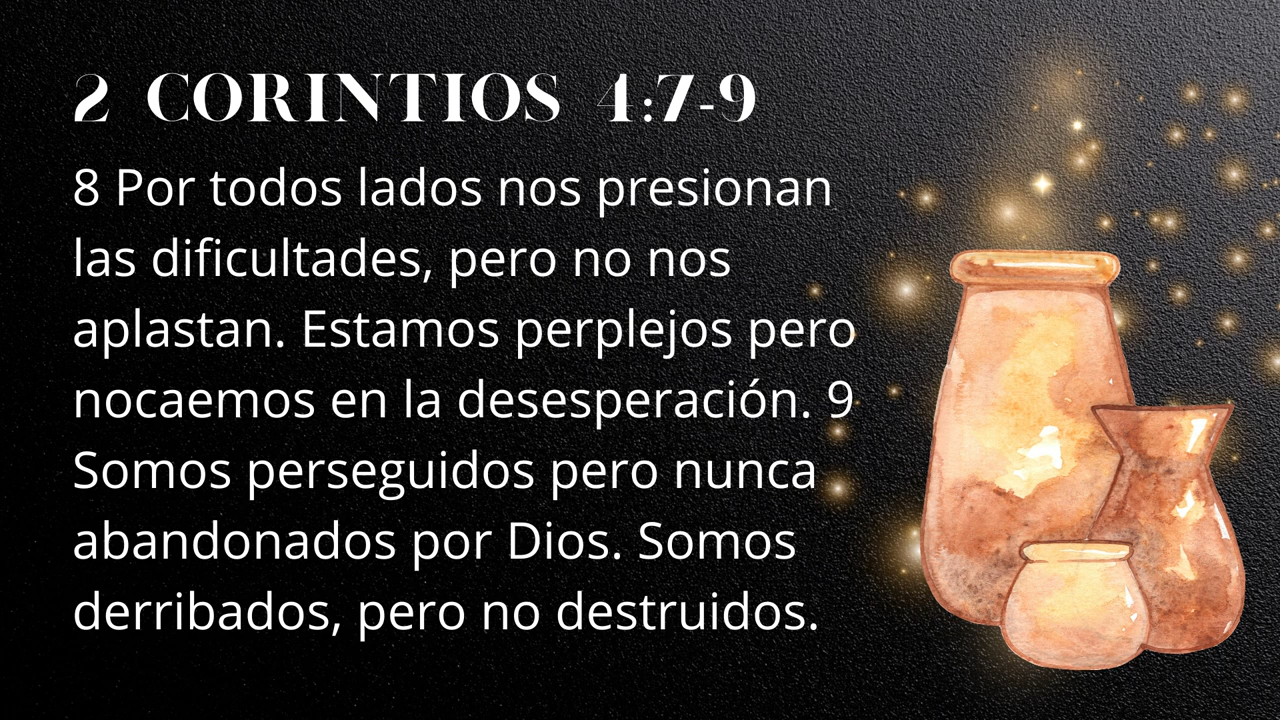 2 CORINTIOS 4:7-9
8 Por todos lados nos presionan
las dificultades, pero no nos
aplastan. Estamos perplejos pero
nocaemos en la desesperación. 9
Somos perseguidos pero nunca
abandonados por Dios. Somos
derribados, pero no destruidos.